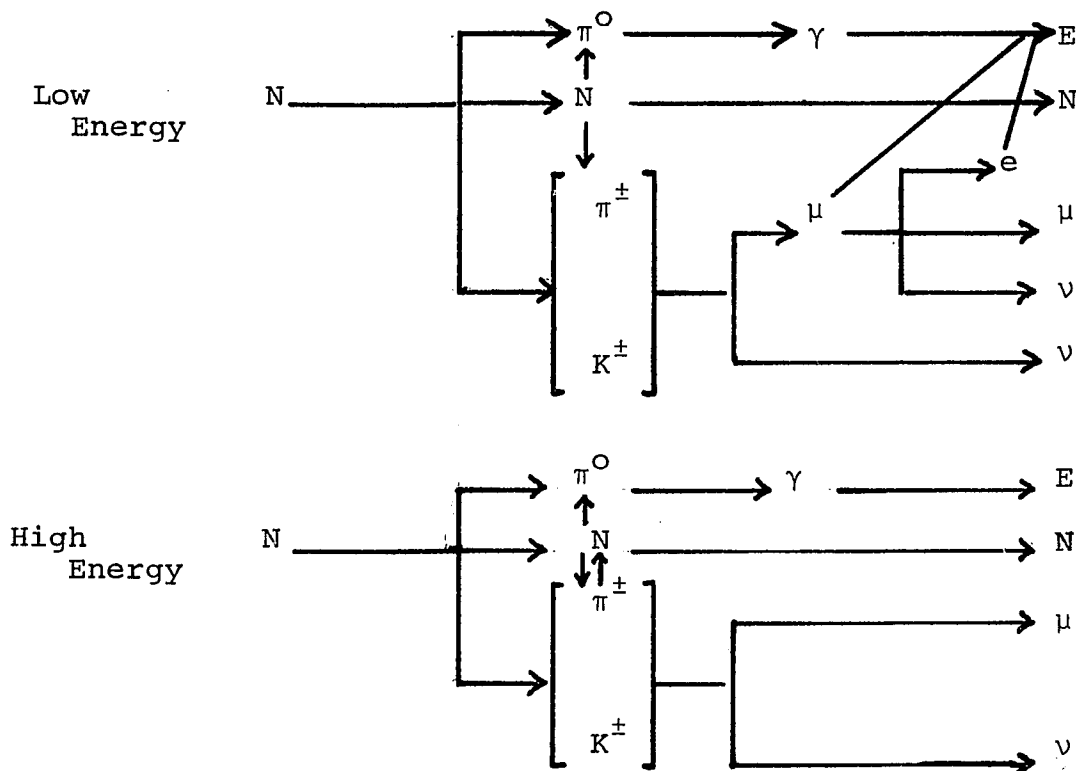 π° γ E
Low N N N
Energy
e
π± μ μ
ν
K± ν
π° γ E
High N N N
Energy
π± μ
K± ν